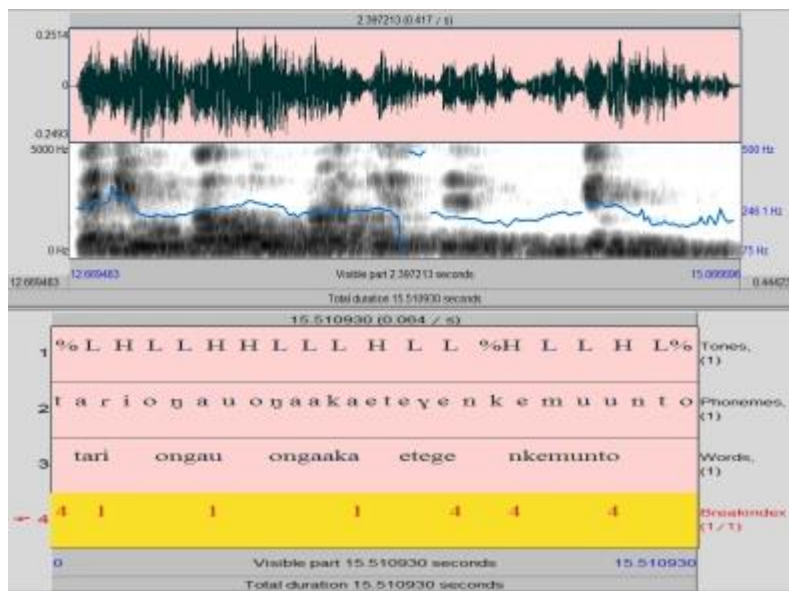 2.397213 (0.417 / s)
0.2514
0
-0.2493
5000 Hz
500 Hz
246.1 Hz
0 Hz
75 Hz
12.669483
Visible part 2.397213 seconds
15.066696
12.669483
0.44423
Total duration 15.510930 seconds
15.510930 (0.064 / s)
1 % L H L L H H L L L H L L %H L L H L% Tones,
(1)
2 t a r i o ŋ a u o ŋ a a k a e t e ɣ e n k e m u u n t o Phonemes,
(1)
3 tari ongau ongaaka etege nkemunto Words,
(1)
4 4 1 1 1 4 4 4 Breakindex
(1/1)
0 Visible part 15.510930 seconds 15.510930
Total duration 15.510930 seconds